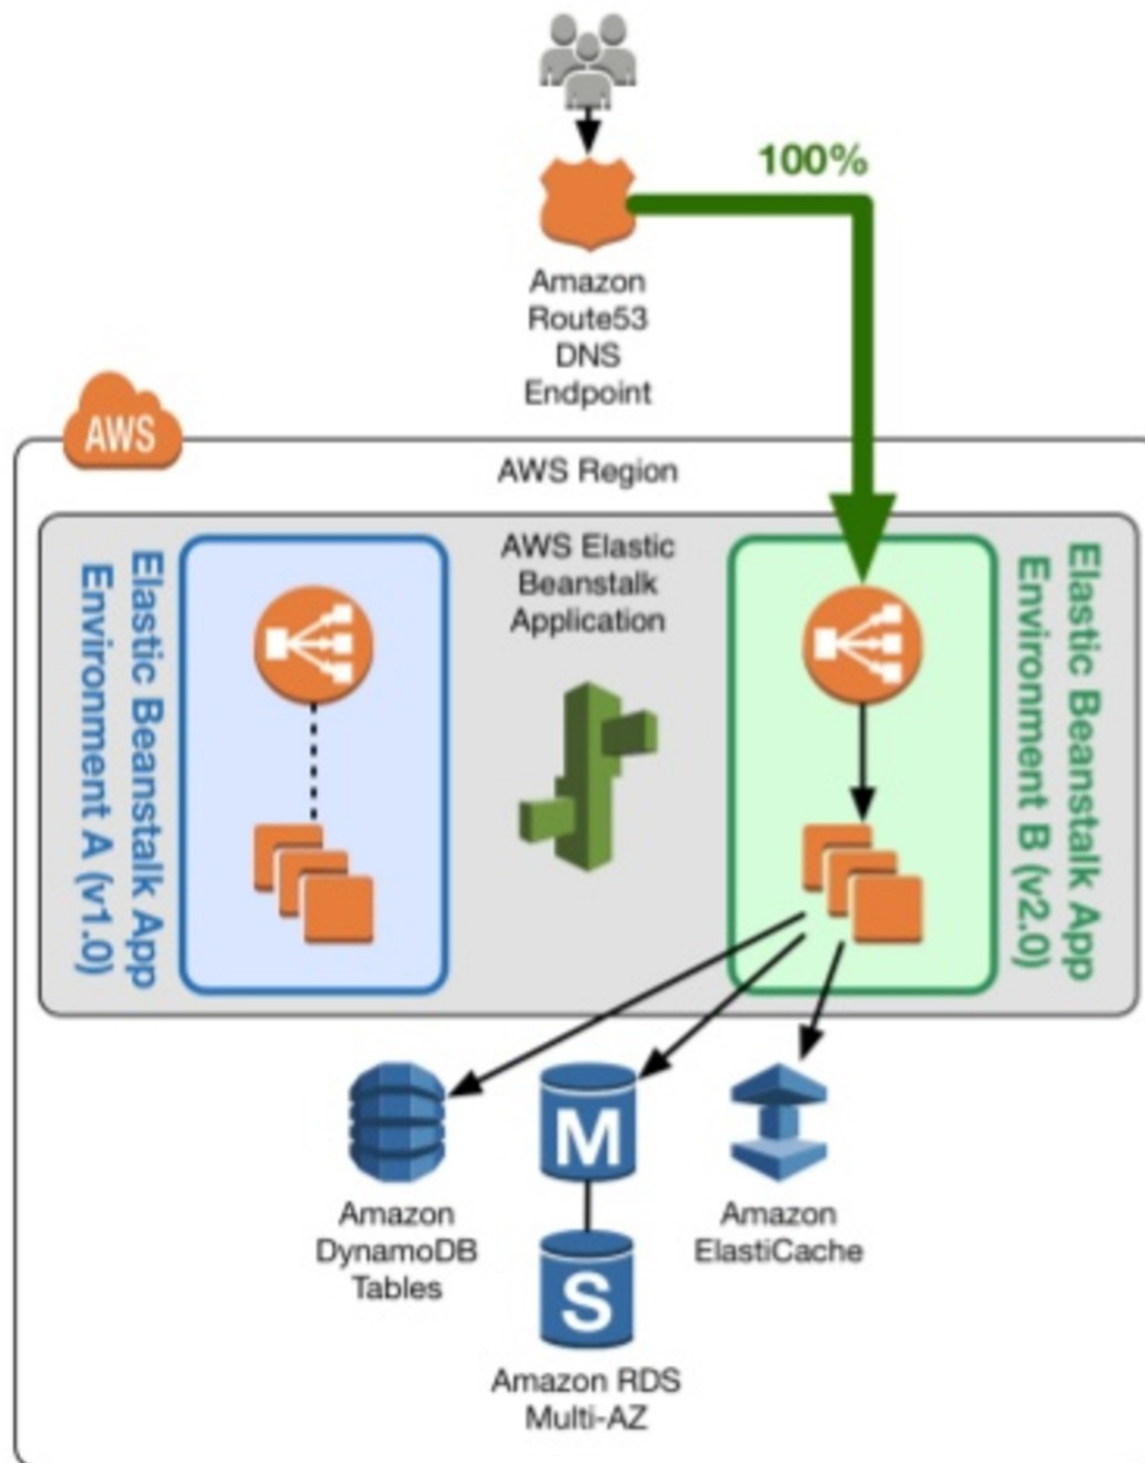 100%
Amazon
Route53
DNS
Endpoint
AWS
AWS Region
Elastic Beanstalk App
Environment A (v1.0)
AWS Elastic
Beanstalk
Application
Elastic Beanstalk App
Environment B (v2.0)
M
Amazon
DynamoDB
Tables
S
Amazon
ElastiCache
Amazon RDS
Multi-AZ